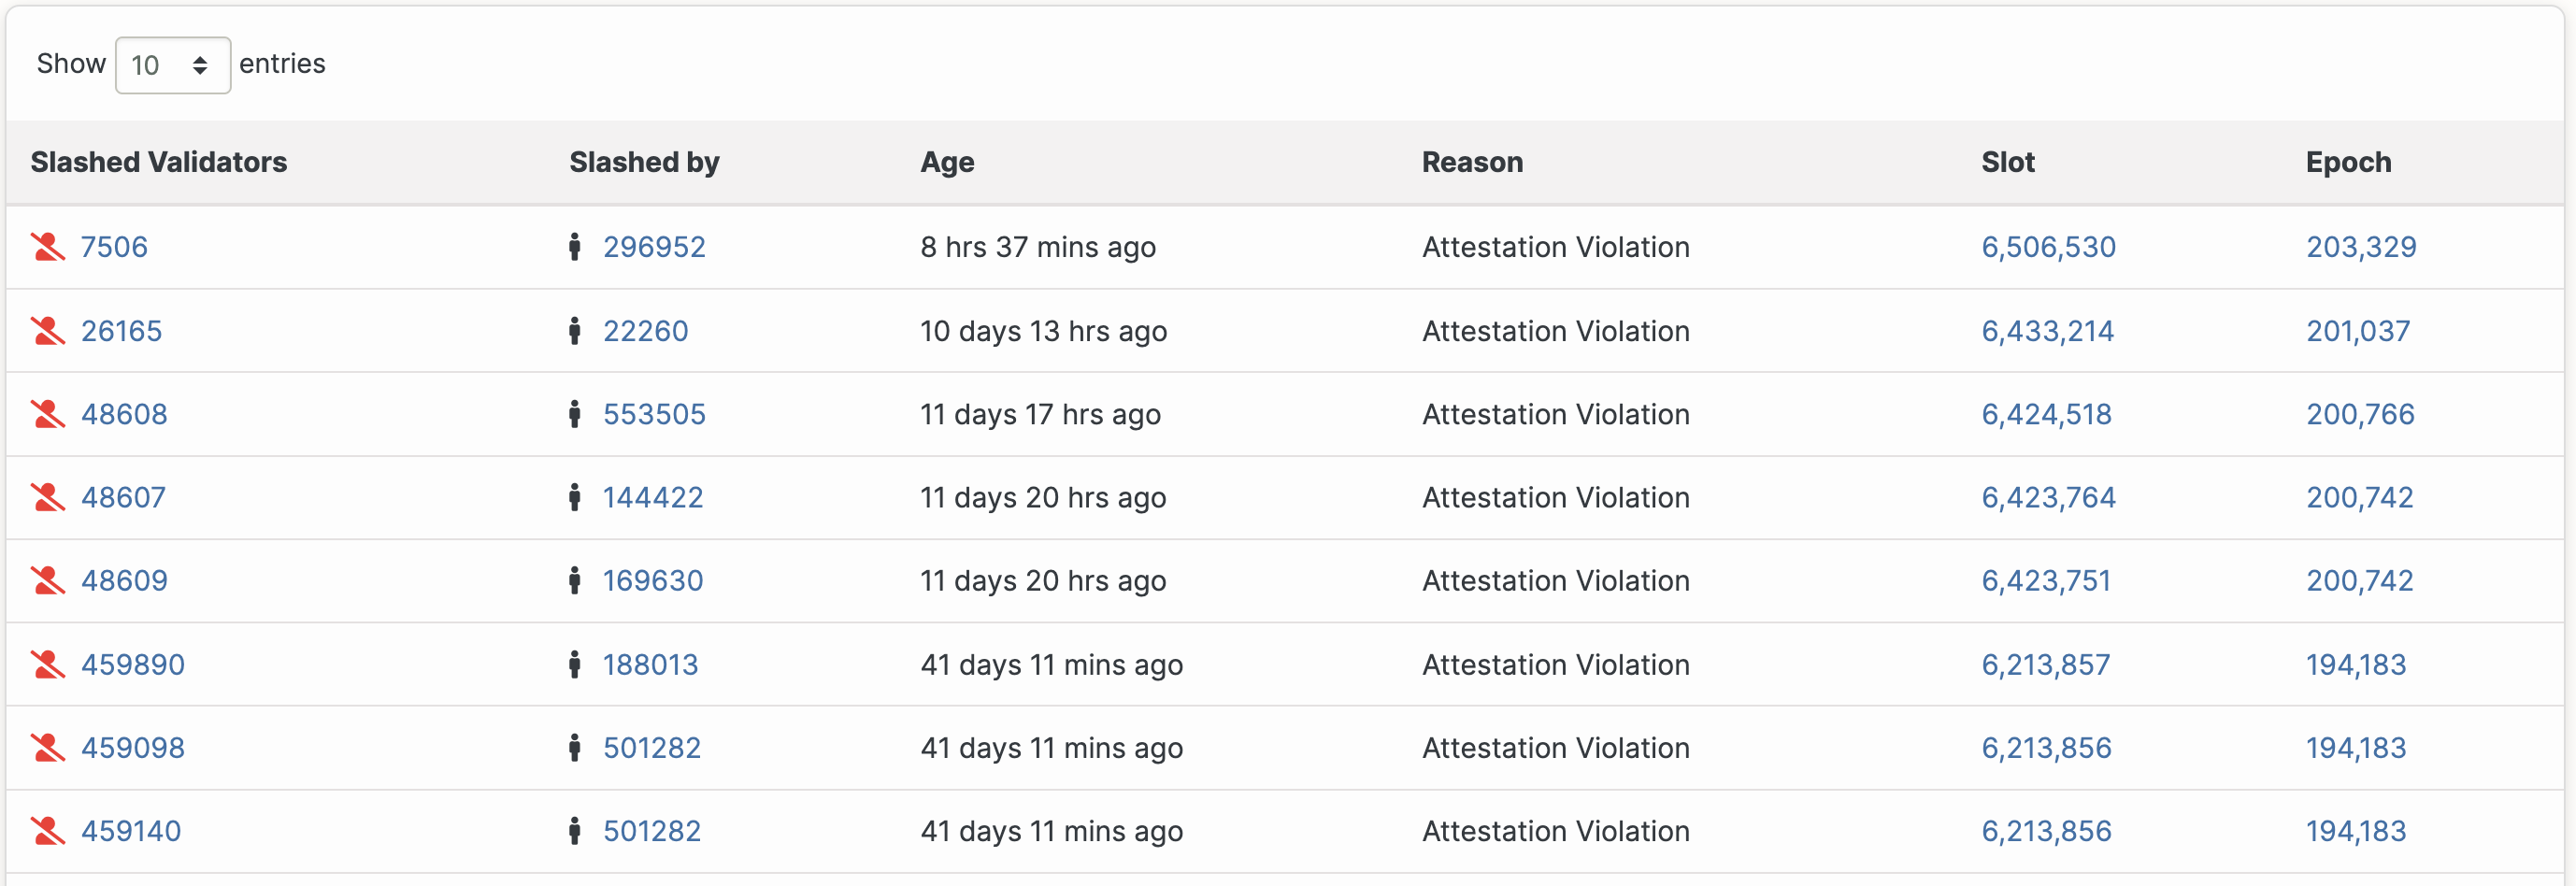 Show 10 entries
Slashed Validators Slashed by Age Reason Slot Epoch
7506 296952 8 hrs 37 mins ago Attestation Violation 6,506,530 203,329
26165 22260 10 days 13 hrs ago Attestation Violation 6,433,214 201,037
48608 553505 11 days 17 hrs ago Attestation Violation 6,424,518 200,766
48607 144422 11 days 20 hrs ago Attestation Violation 6,423,764 200,742
48609 169630 11 days 20 hrs ago Attestation Violation 6,423,751 200,742
459890 188013 41 days 11 mins ago Attestation Violation 6,213,857 194,183
459098 501282 41 days 11 mins ago Attestation Violation 6,213,856 194,183
459140 501282 41 days 11 mins ago Attestation Violation 6,213,856 194,183